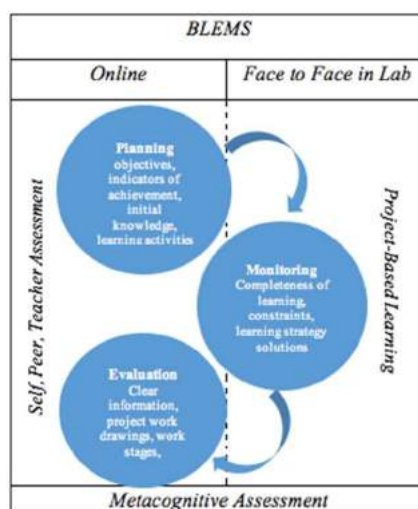 BLEMS
Online
Face to Face in Lab
Self, Peer, Teacher Assessment
Planning
objectives,
indicators of
achievement,
initial
knowledge,
learning activities
Monitoring
Completeness of
learning,
constraints,
learning strategy
solutions
Evaluation
Clear
information,
project work
drawings, work
stages,
Project-Based Learning
Metacognitive Assessment